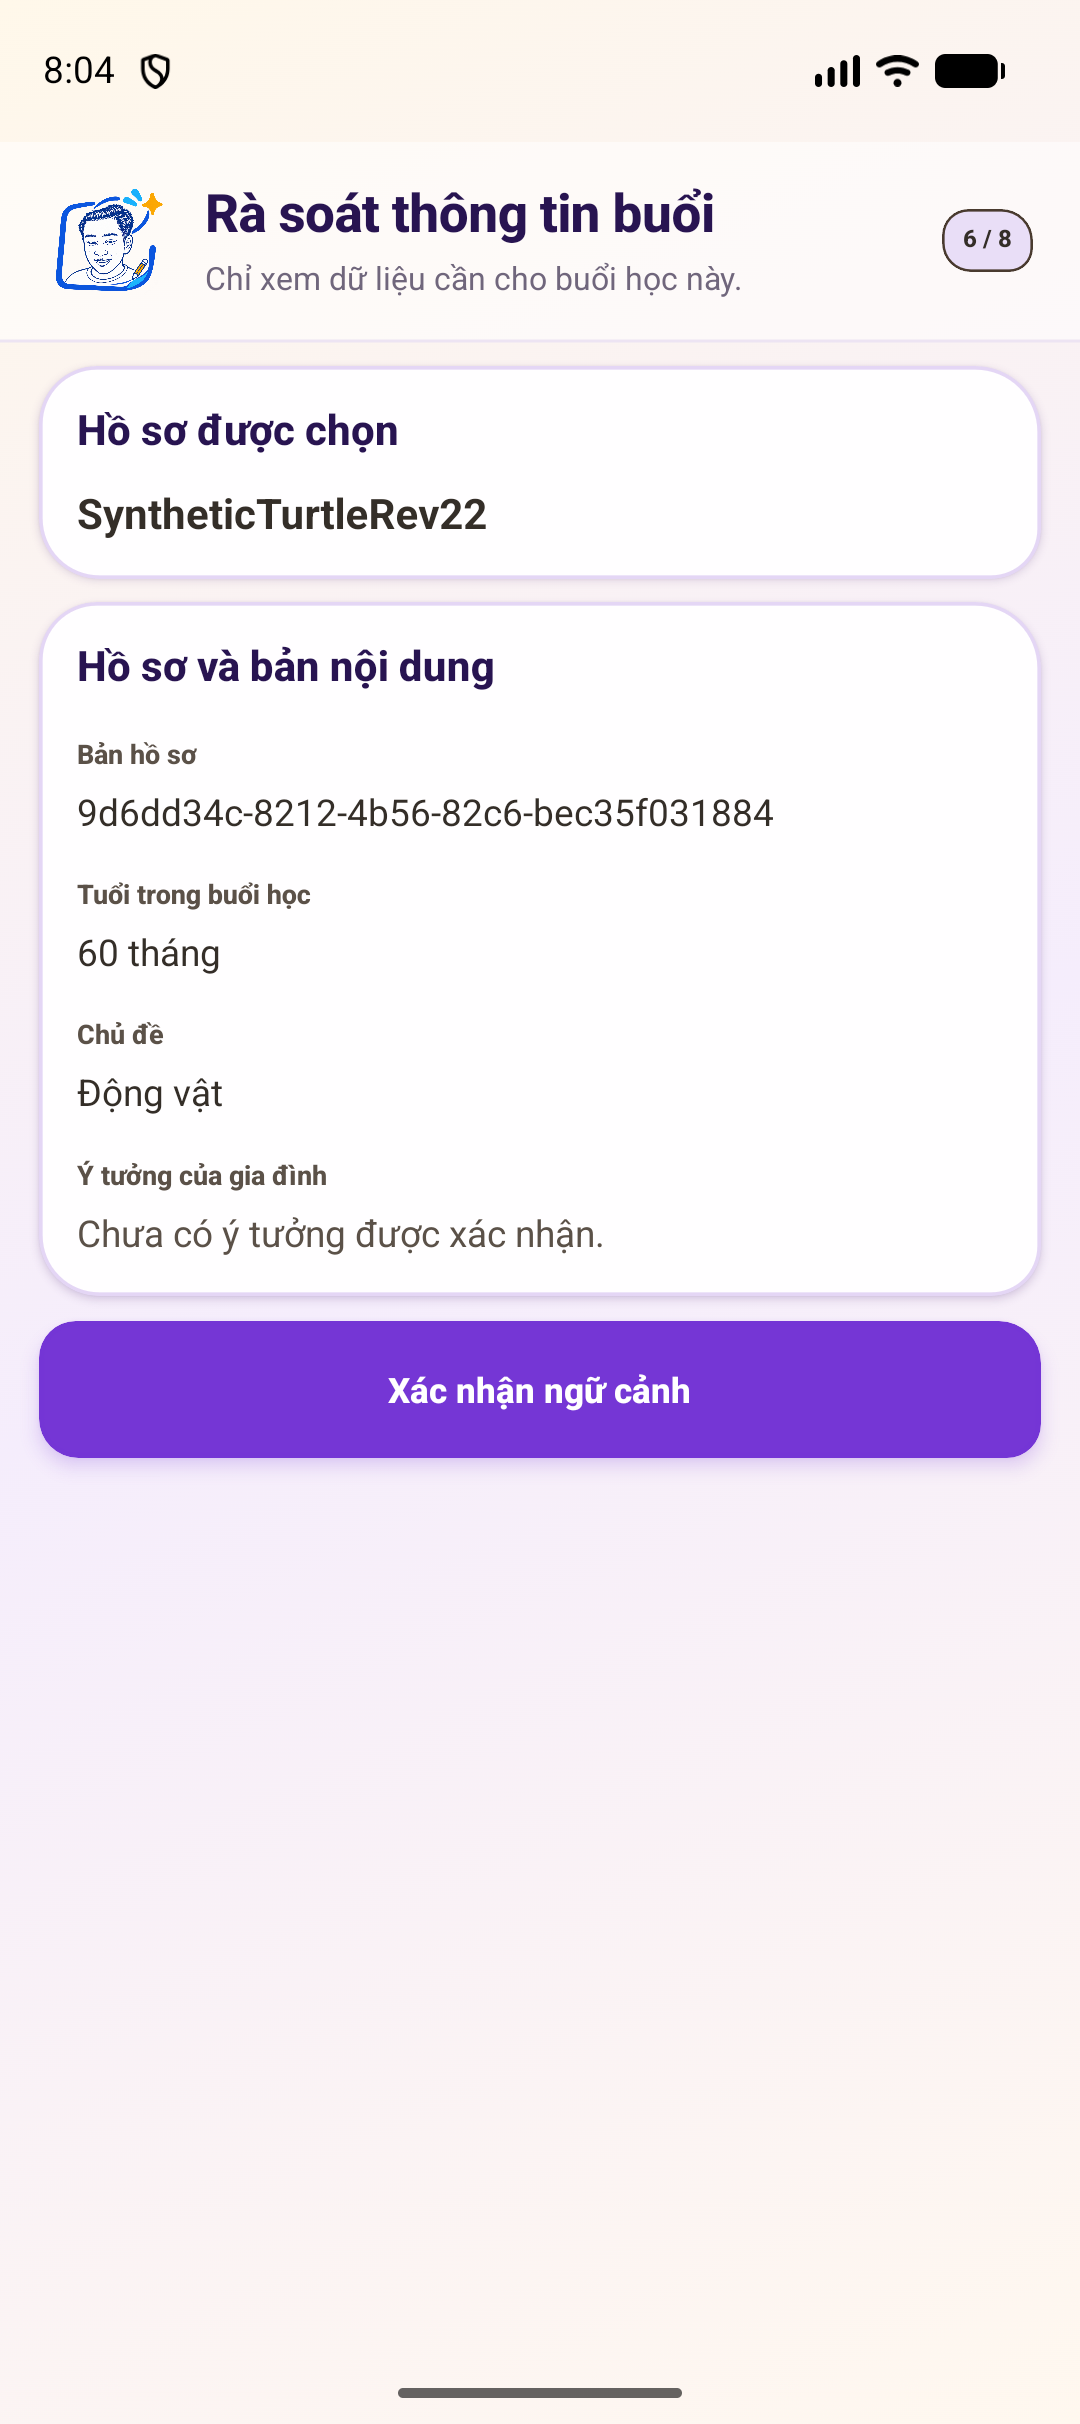 8:04
Rà soát thông tin buổi
Chỉ xem dữ liệu cần cho buổi học này.
6 / 8
Hồ sơ được chọn
SyntheticTurtleRev22
Hồ sơ và bản nội dung
Bản hồ sơ
9d6dd34c-8212-4b56-82c6-bec35f031884
Tuổi trong buổi học
60 tháng
Chủ đề
Động vật
Ý tưởng của gia đình
Chưa có ý tưởng được xác nhận.
Xác nhận ngữ cảnh